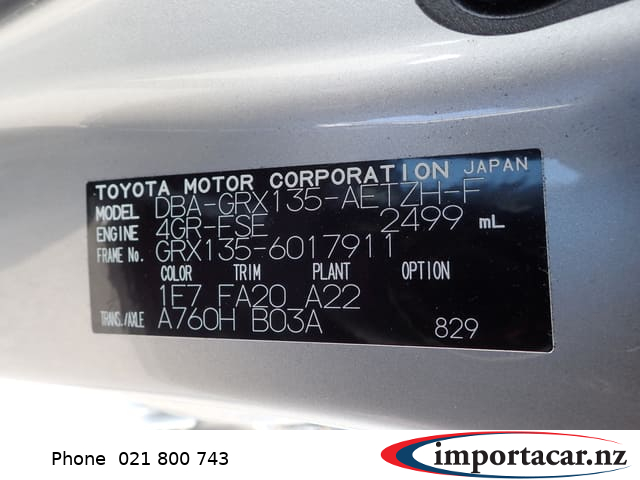 TOYOTA MOTOR CORPORATION JAPAN
MODEL DBA-GRX135-AETZH-F
ENGINE 4GR-FSE 2499 mL
FRAME No. GRX135-6017911
COLOR TRIM PLANT OPTION
1E7 FA20 A22
TRANS./AXLE A760H B03A 829
Phone 021 800 743
importacar.nz